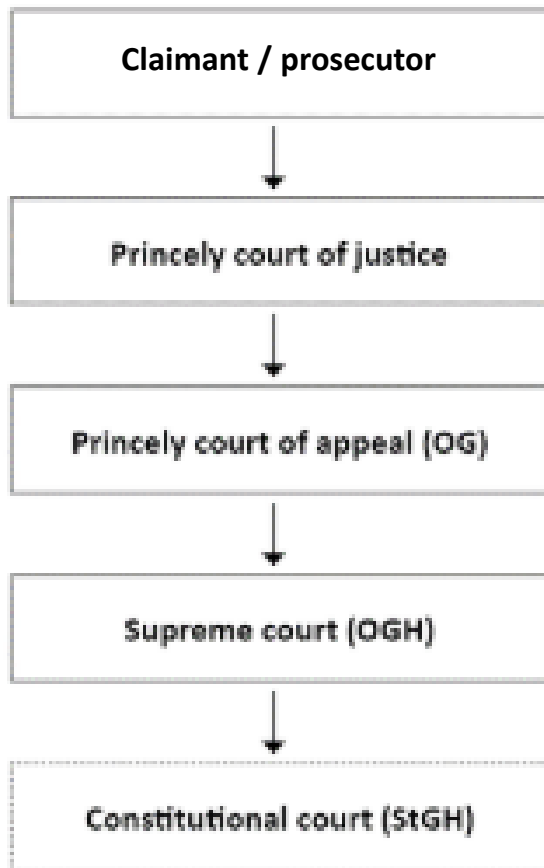 Claimant / prosecutor
Princely court of justice
Princely court of appeal (OG)
Supreme court (OGH)
Constitutional court (StGH)